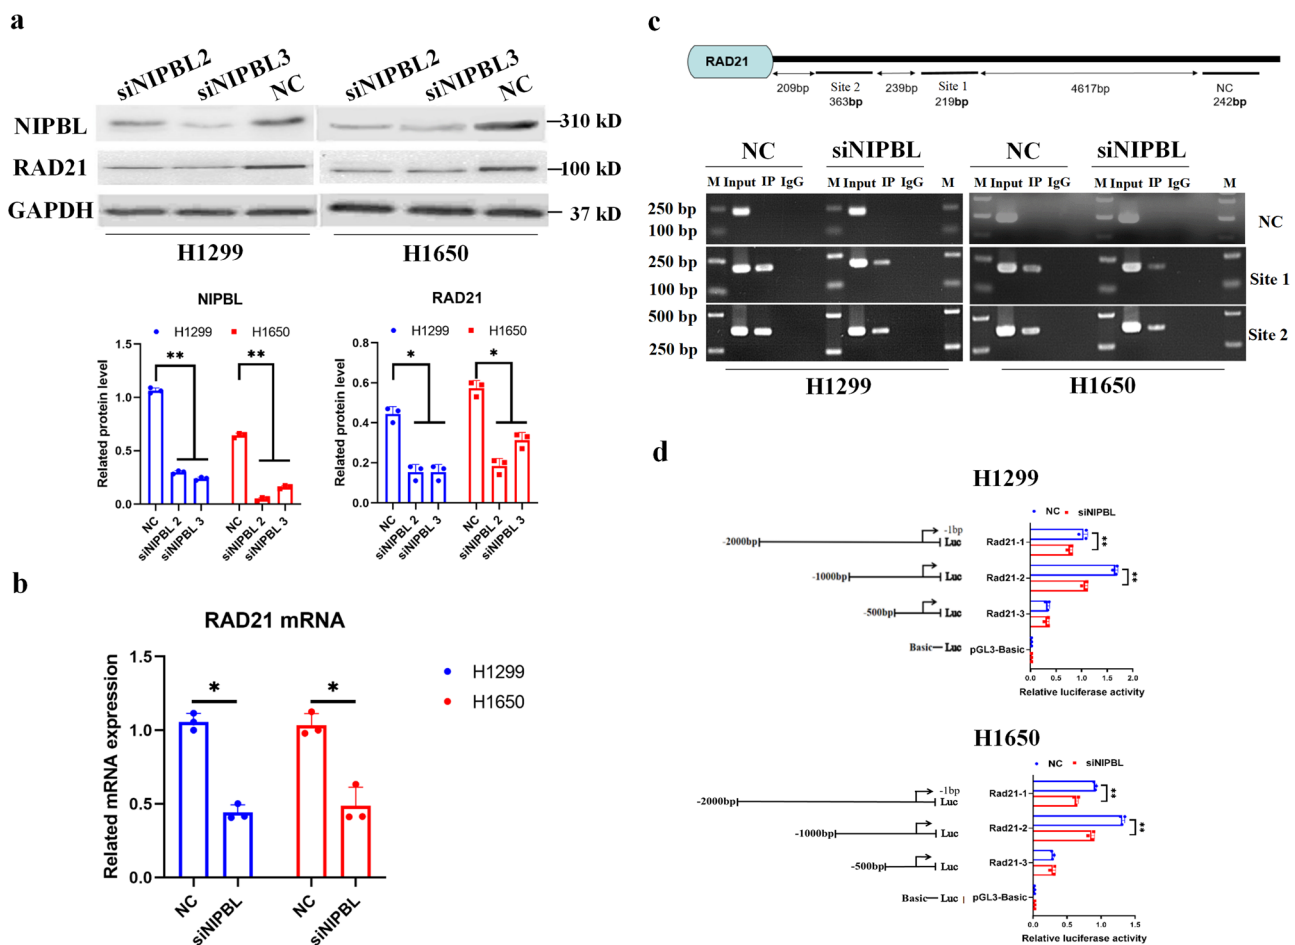 a
siNIPBL2 siNIPBL3 NC siNIPBL2 siNIPBL3 NC
NIPBL 310 kD
RAD21 100 kD
GAPDH 37 kD
H1299 H1650
NIPBL
H1299 H1650
Related protein level
1.5
1.0
0.5
0.0
NC siNIPBL 2 siNIPBL 3 NC siNIPBL 2 siNIPBL 3
** **
RAD21
H1299 H1650
Related protein level
0.8
0.6
0.4
0.2
0.0
NC siNIPBL 2 siNIPBL 3 NC siNIPBL 2 siNIPBL 3
* *
b
RAD21 mRNA
Related mRNA expression
1.5
1.0
0.5
0.0
* *
NC siNIPBL NC siNIPBL
H1299
H1650
c
RAD21
209bp Site 2 239bp Site 1 4617bp NC
363bp 219bp 242bp
NC siNIPBL NC siNIPBL
M Input IP IgG M Input IP IgG M M Input IP IgG M Input IP IgG M
250 bp NC
100 bp
250 bp Site 1
100 bp
500 bp Site 2
250 bp
H1299 H1650
d
H1299
NC siNIPBL
-2000bp -1bp Luc Rad21-1 **
-1000bp Luc Rad21-2 **
-500bp Luc Rad21-3
Basic Luc pGL3-Basic
0.0 0.5 1.0 1.5 2.0
Relative luciferase activity
H1650
NC siNIPBL
-2000bp -1bp Luc Rad21-1 **
-1000bp Luc Rad21-2 **
-500bp Luc Rad21-3
Basic Luc pGL3-Basic
0.0 0.5 1.0 1.5
Relative luciferase activity